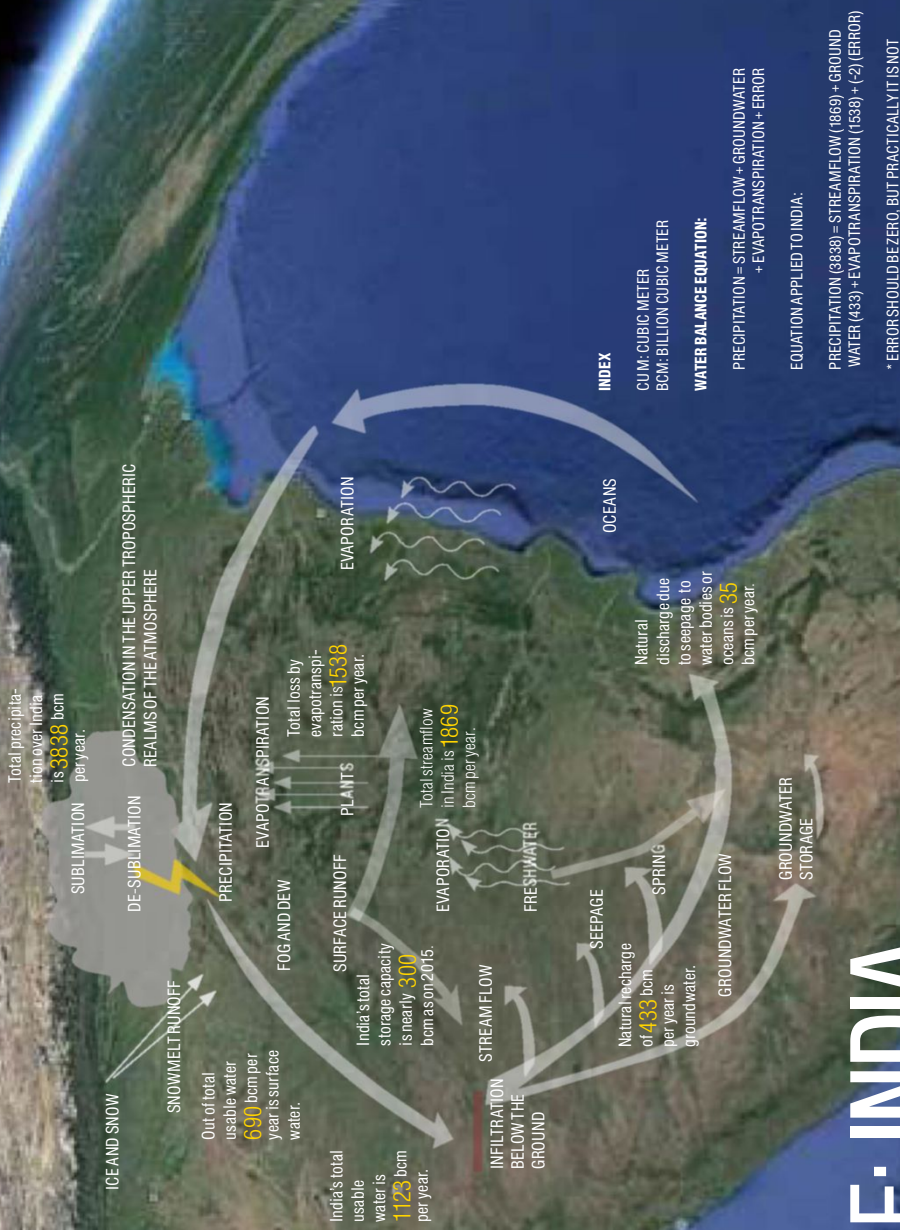 Total precipita-
tion over India
is 3838 bcm
per year.
SUBLIMATION
DE-SUBLIMATION
CONDENSATION IN THE UPPER TROPOSPHERIC
REALMS OF THE ATMOSPHERE
ICE AND SNOW
SNOWMELT RUNOFF
PRECIPITATION
Out of total
usable water
690 bcm per
year is surface
water.
FOG AND DEW
EVAPOTRANSPIRATION
Total loss by
evapotranspi-
ration is 1538
bcm per year.
PLANTS
EVAPORATION
SURFACE RUNOFF
India's total
usable
water is
1123 bcm
per year.
India's total
storage capacity
is nearly 300
bcm as on 2015.
Total streamflow
in India is 1869
bcm per year.
EVAPORATION
FRESHWATER
STREAM FLOW
INFILTRATION
BELOW THE
GROUND
SEEPAGE
OCEANS
Natural recharge
of 433 bcm
per year is
groundwater.
SPRING
Natural
discharge due
to seepage to
water bodies or
oceans is 35
bcm per year.
GROUNDWATER FLOW
GROUNDWATER
STORAGE
INDEX
CU M: CUBIC METER
BCM: BILLION CUBIC METER
WATER BALANCE EQUATION:
PRECIPITATION = STREAMFLOW + GROUNDWATER
+ EVAPOTRANSPIRATION + ERROR
EQUATION APPLIED TO INDIA:
PRECIPITATION (3838) = STREAMFLOW (1869) + GROUND
WATER (433) + EVAPOTRANSPIRATION (1538) + (-2) (ERROR)
* ERROR SHOULD BE ZERO, BUT PRACTICALLY IT IS NOT
E: INDIA